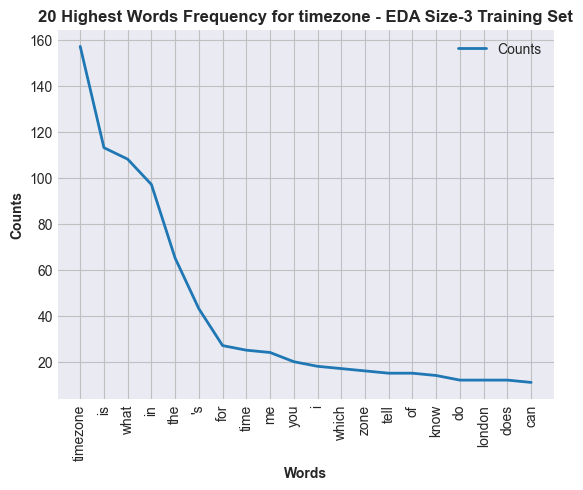 20 Highest Words Frequency for timezone - EDA Size-3 Training Set
Counts
160
140
120
100
80
60
40
20
Counts
timezone
is
what
in
the
's
for
time
me
you
i
which
zone
tell
of
know
do
london
does
can
Words